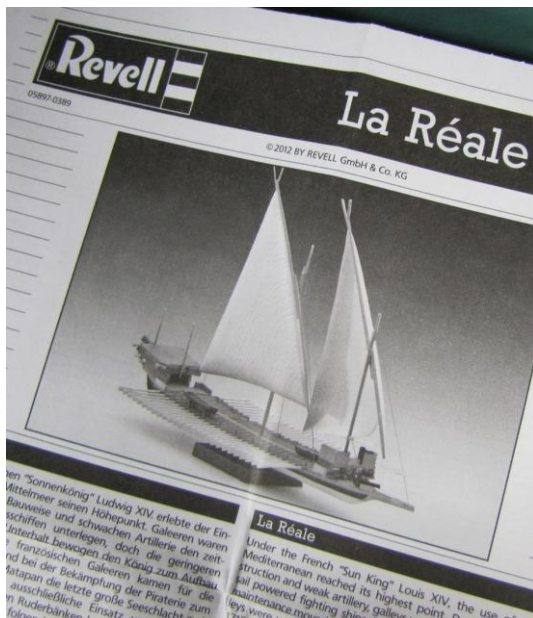 Revell
®
05897-0389
La Réale
© 2012 BY REVELL GmbH & Co. KG
"Sonnenkönig" Ludwig XIV. erlebte der Ein-
Mittelmeer seinen Höhepunkt. Galeeren waren
Bauweise und schwachen Artillerie den zeit-
unterlegen, doch die geringeren
Unterhalt bewogen den König zum Aufbau
französischen Galeeren kamen für die
bei der Bekämpfung der Piraterie zum
Matapan die letzte große Seeschlacht
ausschließliche Einsatz
Ruderbänken
La Réale
Under the French "Sun King" Louis XIV, the use of
Mediterranean reached its highest point.
struction and weak artillery, galleys
sail powered fighting ships
maintenance